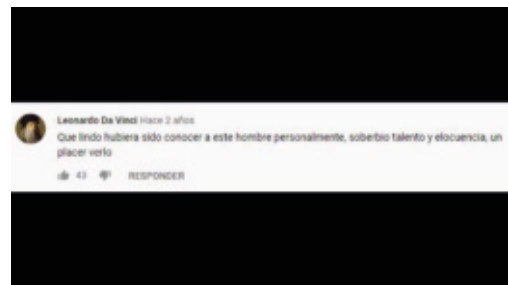 Leonardo Da Vinci Hace 2 años
Que lindo hubiera sido conocer a este hombre personalmente, soberbio talento y elocuencia, un
placer verlo
43 RESPONDER